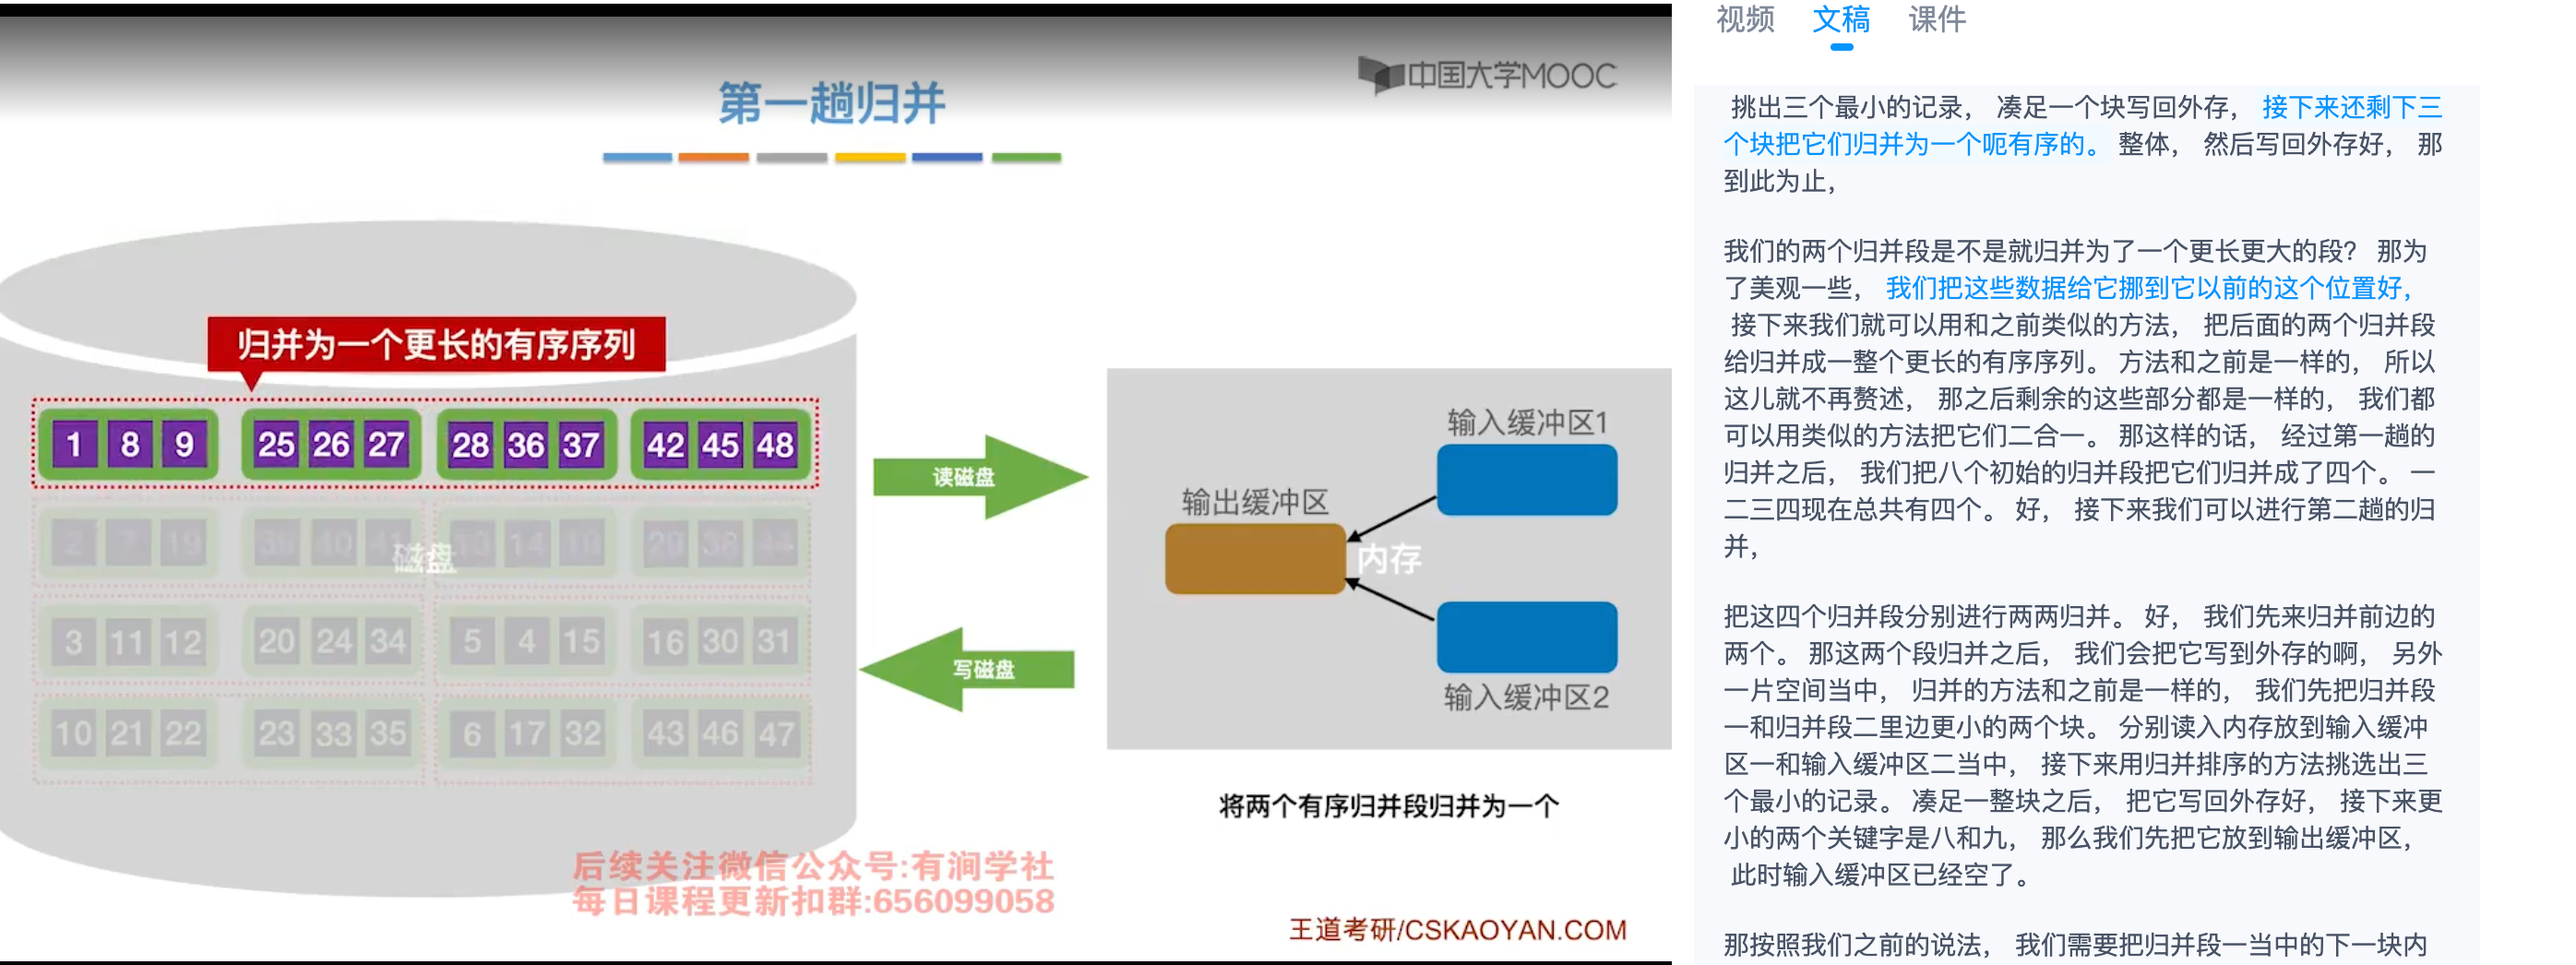 中国大学MOOC
第一趟归并
归并为一个更长的有序序列
1 8 9 25 26 27 28 36 37 42 45 48
2 7 19 40 14 38
磁盘
3 11 12 20 24 34 5 4 15 16 30 31
10 21 22 23 33 35 6 17 32 43 46 47
读磁盘
写磁盘
输入缓冲区1
输出缓冲区
内存
输入缓冲区2
将两个有序归并段归并为一个
后续关注微信公众号:有涧学社
每日课程更新扣群:656099058
王道考研/CSKAOYAN.COM
视频 文稿 课件
挑出三个最小的记录， 凑足一个块写回外存， 接下来还剩下三
个块把它们归并为一个呃有序的。 整体， 然后写回外存好， 那
到此为止，
我们的两个归并段是不是就归并为了一个更长更大的段？ 那为
了美观一些， 我们把这些数据给它挪到它以前的这个位置好，
接下来我们就可以用和之前类似的方法， 把后面的两个归并段
给归并成一整个更长的有序序列。 方法和之前是一样的， 所以
这儿就不再赘述， 那之后剩余的这些部分都是一样的， 我们都
可以用类似的方法把它们二合一。 那这样的话， 经过第一趟的
归并之后， 我们把八个初始的归并段把它们归并成了四个。 一
二三四现在总共有四个。 好， 接下来我们可以进行第二趟的归
并，
把这四个归并段分别进行两两归并。 好， 我们先来归并前边的
两个。 那这两个段归并之后， 我们会把它写到外存的啊， 另外
一片空间当中， 归并的方法和之前是一样的， 我们先把归并段
一和归并段二里边更小的两个块。 分别读入内存放到输入缓冲
区一和输入缓冲区二当中， 接下来用归并排序的方法挑选出三
个最小的记录。 凑足一整块之后， 把它写回外存好， 接下来更
小的两个关键字是八和九， 那么我们先把它放到输出缓冲区，
此时输入缓冲区已经空了。
那按照我们之前的说法， 我们需要把归并段一当中的下一块内